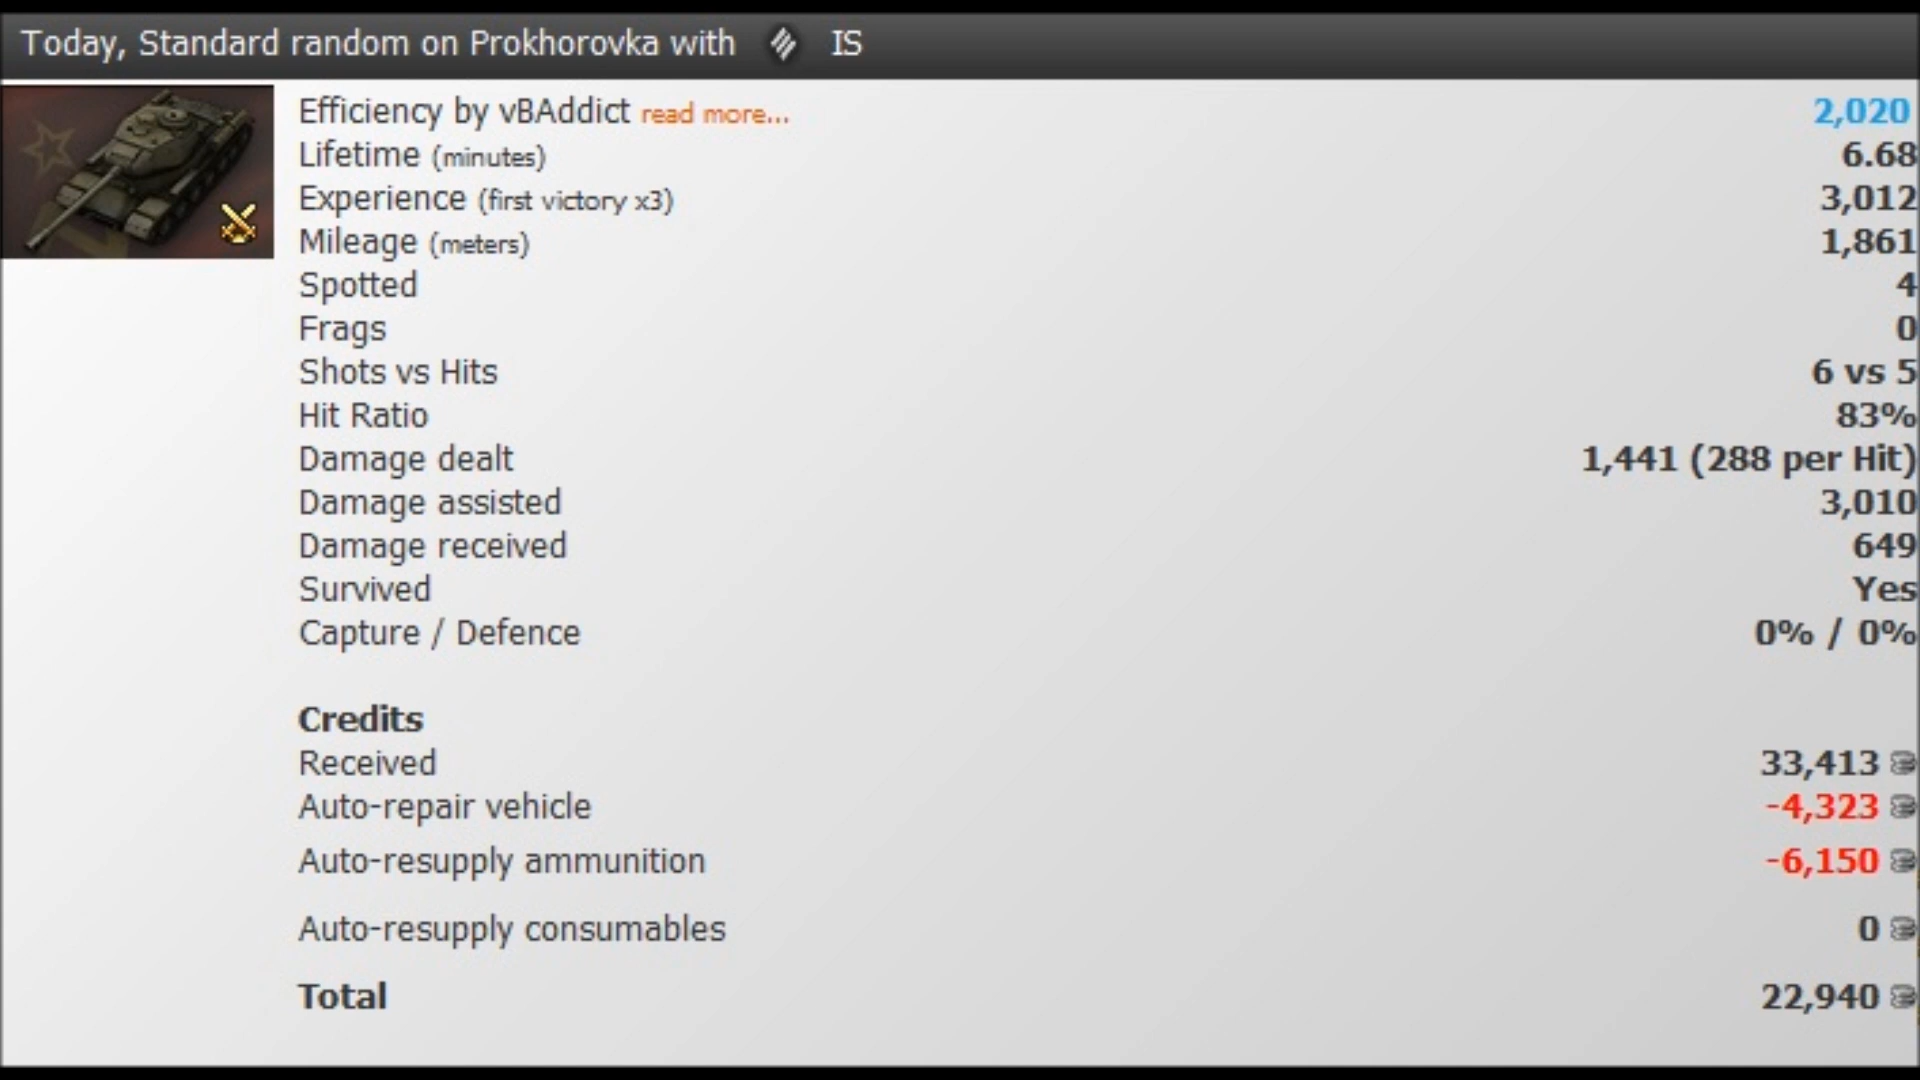 Today, Standard random on Prokhorovka with IS
Efficiency by vBAddict read more... 2,020
Lifetime (minutes) 6.68
Experience (first victory x3) 3,012
Mileage (meters) 1,861
Spotted 4
Frags 0
Shots vs Hits 6 vs 5
Hit Ratio 83%
Damage dealt 1,441 (288 per Hit)
Damage assisted 3,010
Damage received 649
Survived Yes
Capture / Defence 0% / 0%
Credits
Received 33,413
Auto-repair vehicle -4,323
Auto-resupply ammunition -6,150
Auto-resupply consumables 0
Total 22,940